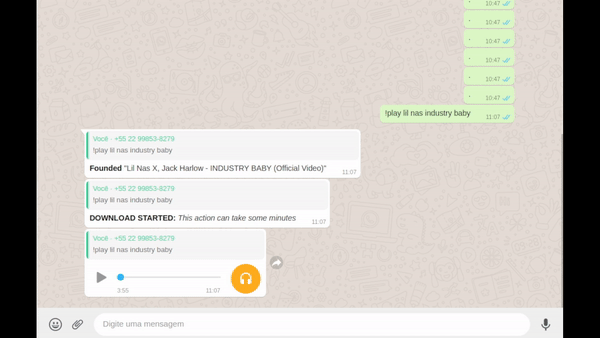 10:47
10:47
10:47
10:47
10:47
10:47
!play lil nas industry baby 11:07
Você · +55 22 99853-8279
!play lil nas industry baby
Founded "Lil Nas X, Jack Harlow - INDUSTRY BABY (Official Video)" 11:07
Você · +55 22 99853-8279
!play lil nas industry baby
DOWNLOAD STARTED: This action can take some minutes 11:07
Você · +55 22 99853-8279
!play lil nas industry baby
3:55 11:07
Digite uma mensagem